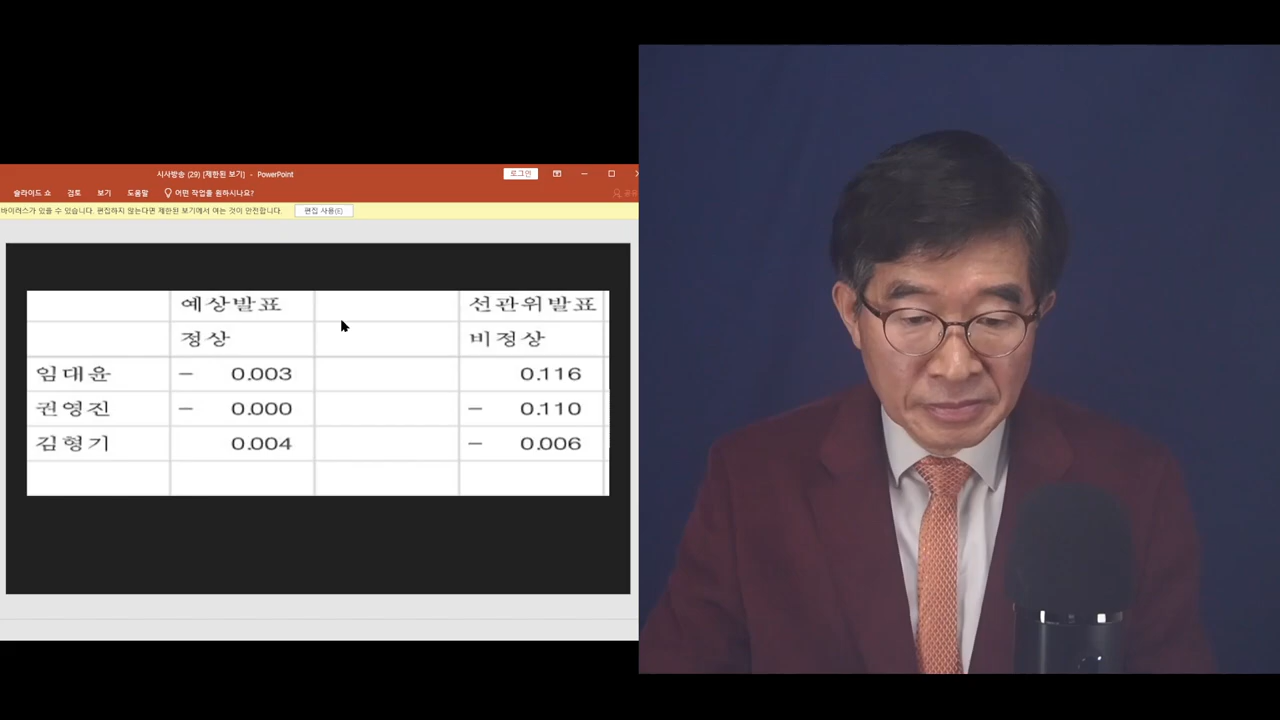 시사방송 (29) [제한된 보기] - PowerPoint
로그인
슬라이드 쇼 검토 보기 도움말 어떤 작업을 원하시나요? 공유
바이러스가 있을 수 있습니다. 편집하지 않는다면 제한된 보기에서 여는 것이 안전합니다. 편집 사용(E)
예상발표 선관위발표
정상 비정상
임대윤 - 0.003 0.116
권영진 - 0.000 - 0.110
김형기 0.004 - 0.006